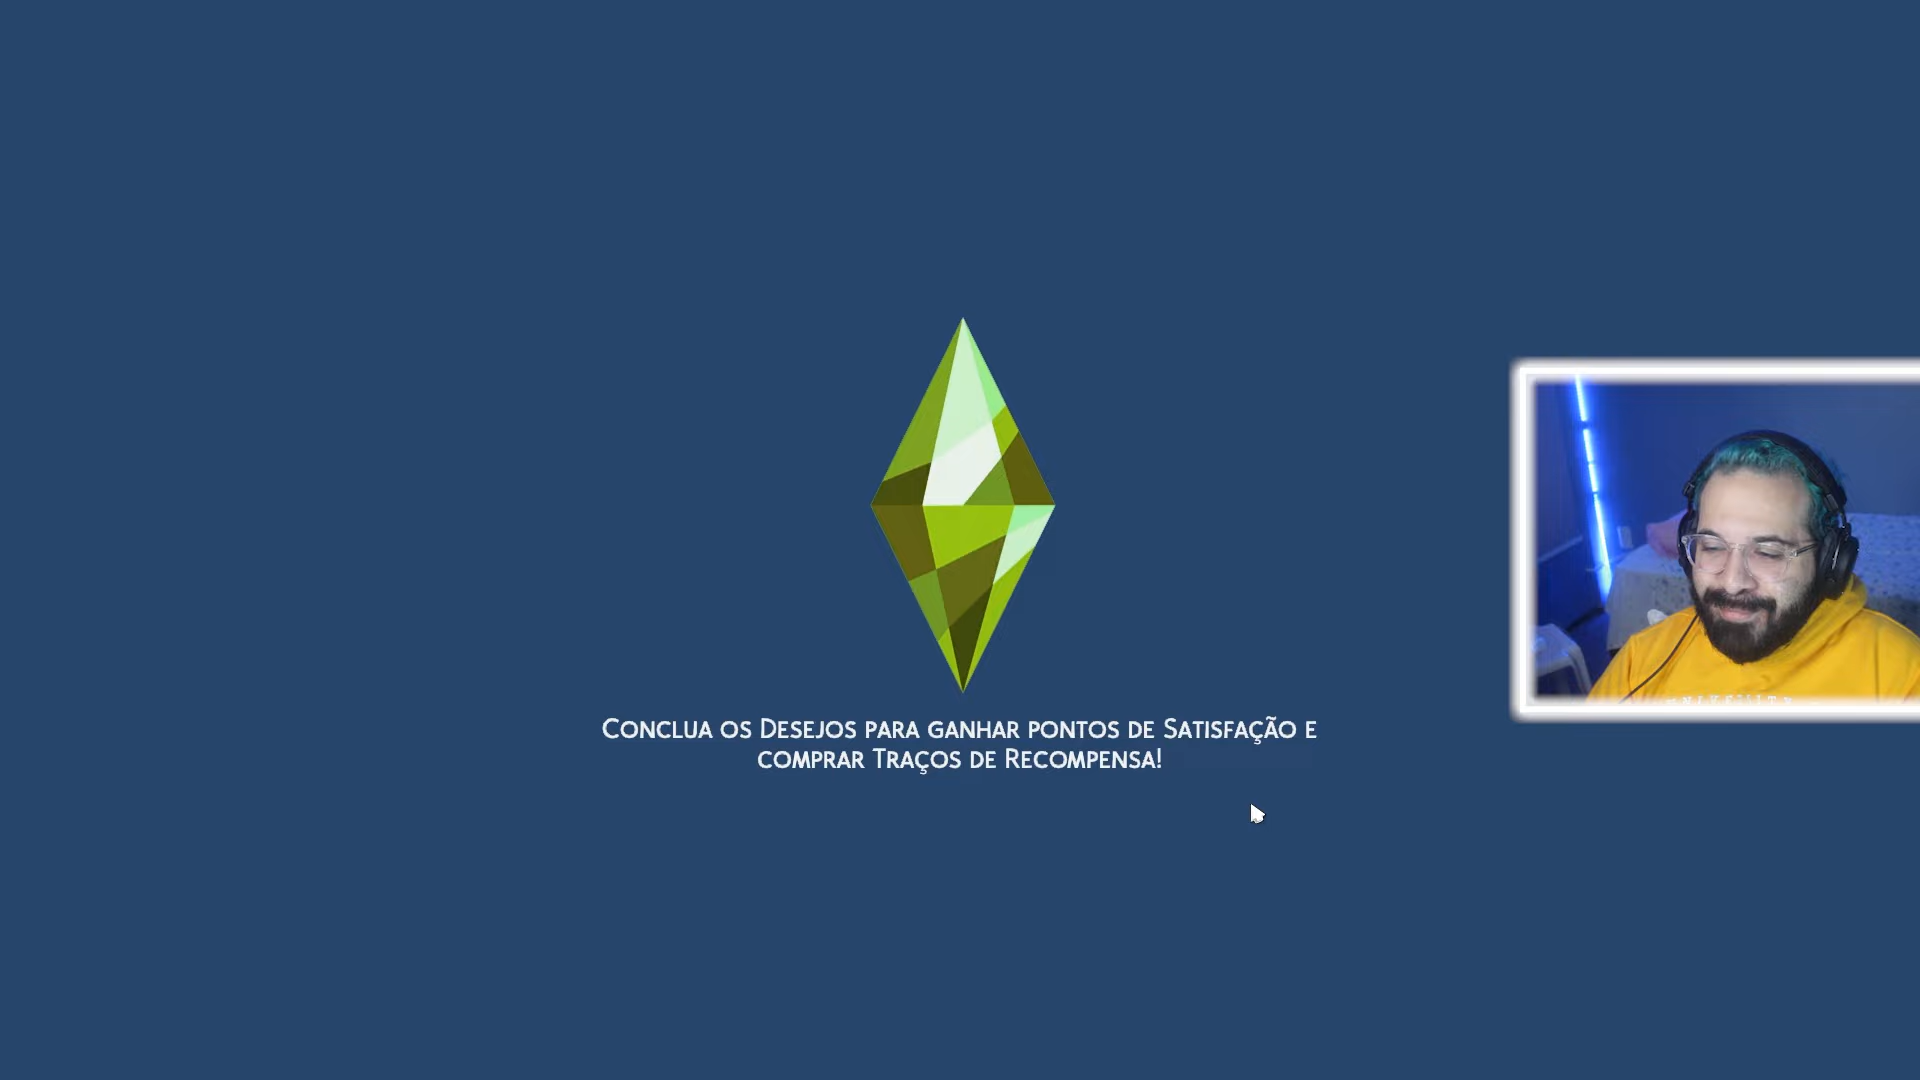 Conclua os Desejos para ganhar pontos de Satisfação e
comprar Traços de Recompensa!